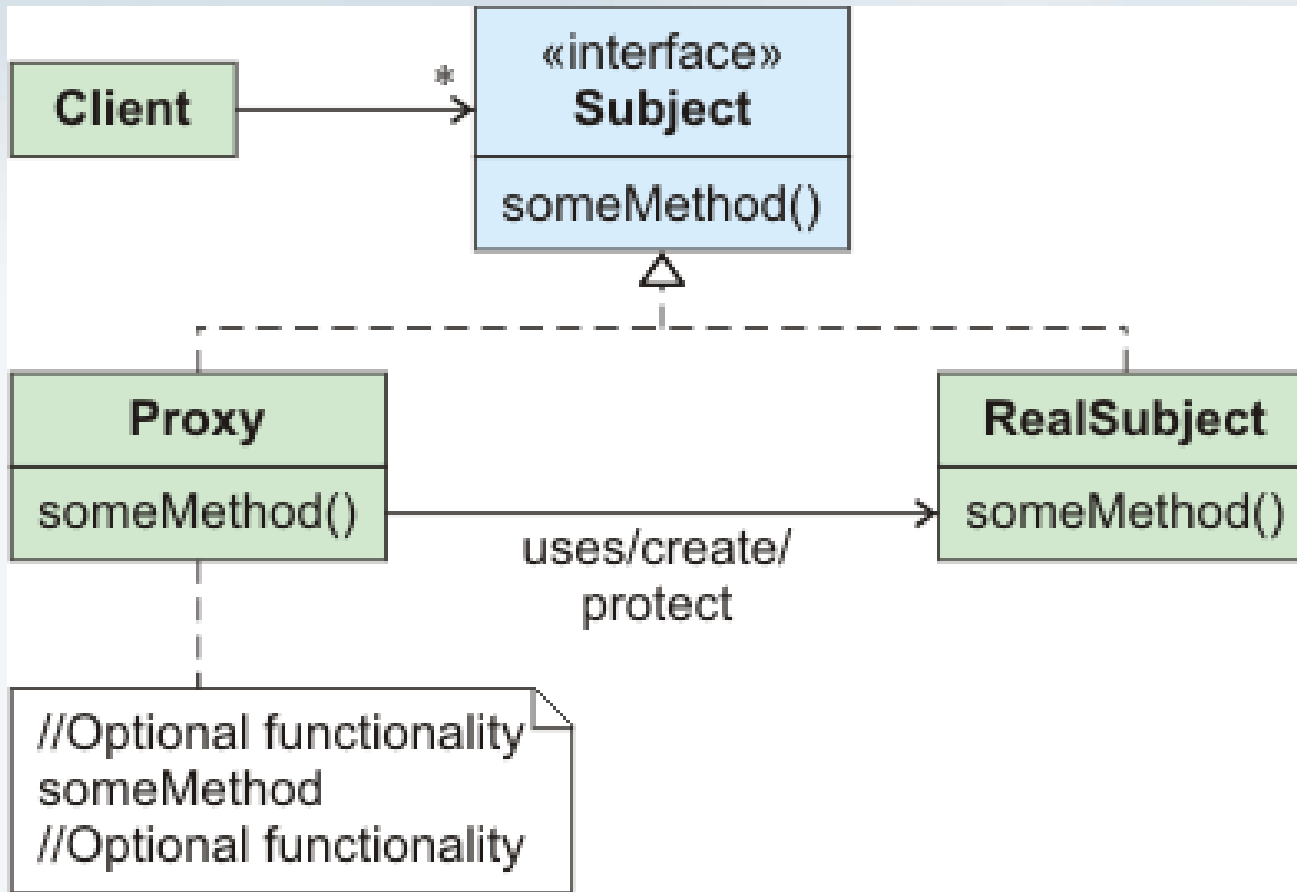 Client
*
«interface»
Subject
someMethod()
Proxy
someMethod()
uses/create/
protect
RealSubject
someMethod()
//Optional functionality
someMethod
//Optional functionality